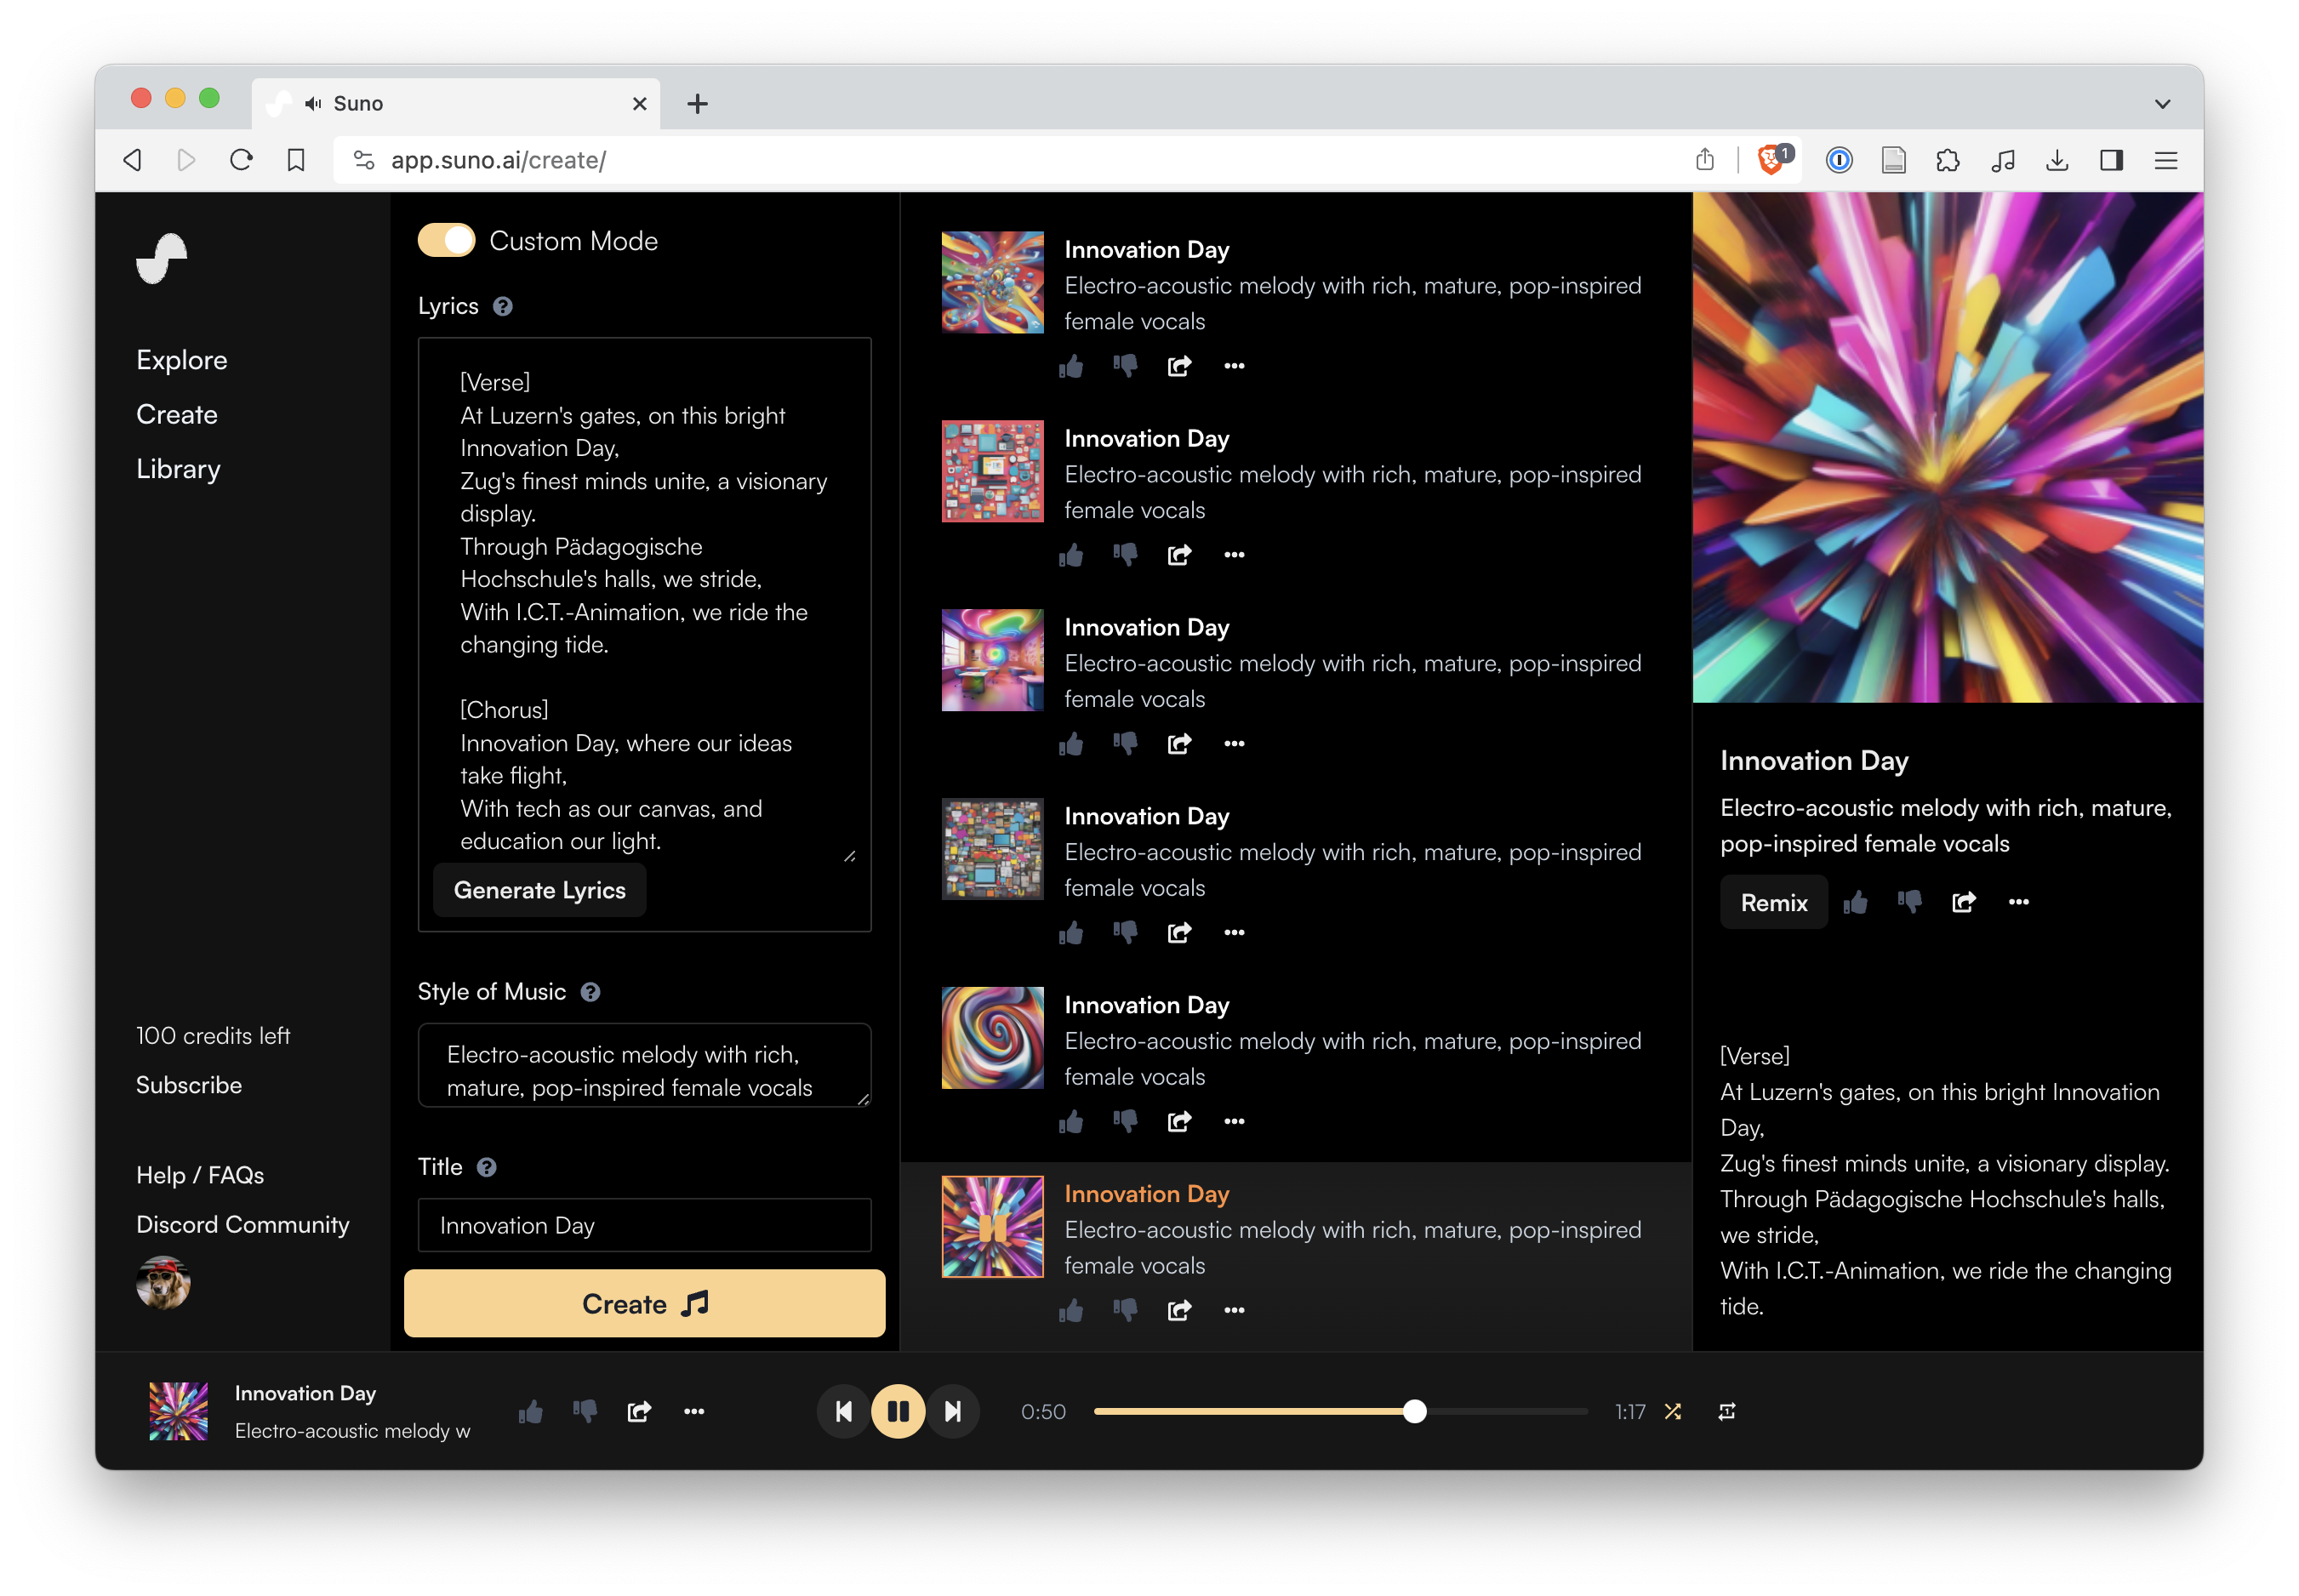 Suno
app.suno.ai/create/
1
Explore
Create
Library
100 credits left
Subscribe
Help / FAQs
Discord Community
Custom Mode
Lyrics
[Verse]
At Luzern's gates, on this bright
Innovation Day,
Zug's finest minds unite, a visionary
display.
Through Pädagogische
Hochschule's halls, we stride,
With I.C.T.-Animation, we ride the
changing tide.
[Chorus]
Innovation Day, where our ideas
take flight,
With tech as our canvas, and
education our light.
Generate Lyrics
Style of Music
Electro-acoustic melody with rich,
mature, pop-inspired female vocals
Title
Innovation Day
Create
Innovation Day
Electro-acoustic melody with rich, mature, pop-inspired
female vocals
Innovation Day
Electro-acoustic melody with rich, mature, pop-inspired
female vocals
Innovation Day
Electro-acoustic melody with rich, mature, pop-inspired
female vocals
Innovation Day
Electro-acoustic melody with rich, mature, pop-inspired
female vocals
Innovation Day
Electro-acoustic melody with rich, mature, pop-inspired
female vocals
Innovation Day
Electro-acoustic melody with rich, mature, pop-inspired
female vocals
Innovation Day
Electro-acoustic melody with rich, mature,
pop-inspired female vocals
Remix
[Verse]
At Luzern's gates, on this bright Innovation
Day,
Zug's finest minds unite, a visionary display.
Through Pädagogische Hochschule's halls,
we stride,
With I.C.T.-Animation, we ride the changing
tide.
Innovation Day
Electro-acoustic melody w
0:50
1:17